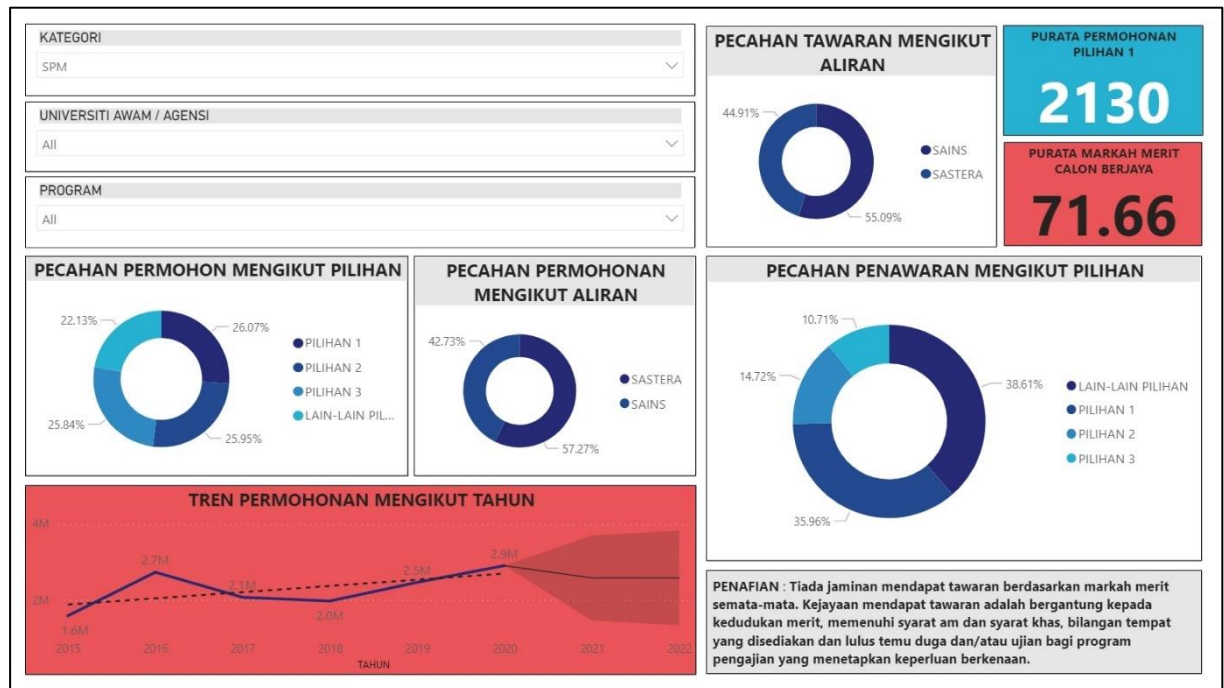 KATEGORI
SPM
UNIVERSITI AWAM / AGENSI
All
PROGRAM
All
PECAHAN TAWARAN MENGIKUT
ALIRAN
44.91%
55.09%
SAINS
SASTERA
PURATA PERMOHONAN
PILIHAN 1
2130
PURATA MARKAH MERIT
CALON BERJAYA
71.66
PECAHAN PERMOHON MENGIKUT PILIHAN
22.13%
26.07%
25.84%
25.95%
PILIHAN 1
PILIHAN 2
PILIHAN 3
LAIN-LAIN PIL...
PECAHAN PERMOHONAN
MENGIKUT ALIRAN
42.73%
57.27%
SASTERA
SAINS
PECAHAN PENAWARAN MENGIKUT PILIHAN
10.71%
14.72%
38.61%
35.96%
LAIN-LAIN PILIHAN
PILIHAN 1
PILIHAN 2
PILIHAN 3
TREN PERMOHONAN MENGIKUT TAHUN
4M
2M
1.6M
2.7M
2.1M
2.0M
2.5M
2.9M
2015 2016 2017 2018 2019 2020 2021 2022
TAHUN
PENAFIAN : Tiada jaminan mendapat tawaran berdasarkan markah merit
semata-mata. Kejayaan mendapat tawaran adalah bergantung kepada
kedudukan merit, memenuhi syarat am dan syarat khas, bilangan tempat
yang disediakan dan lulus temu duga dan/atau ujian bagi program
pengajian yang menetapkan keperluan berkenaan.